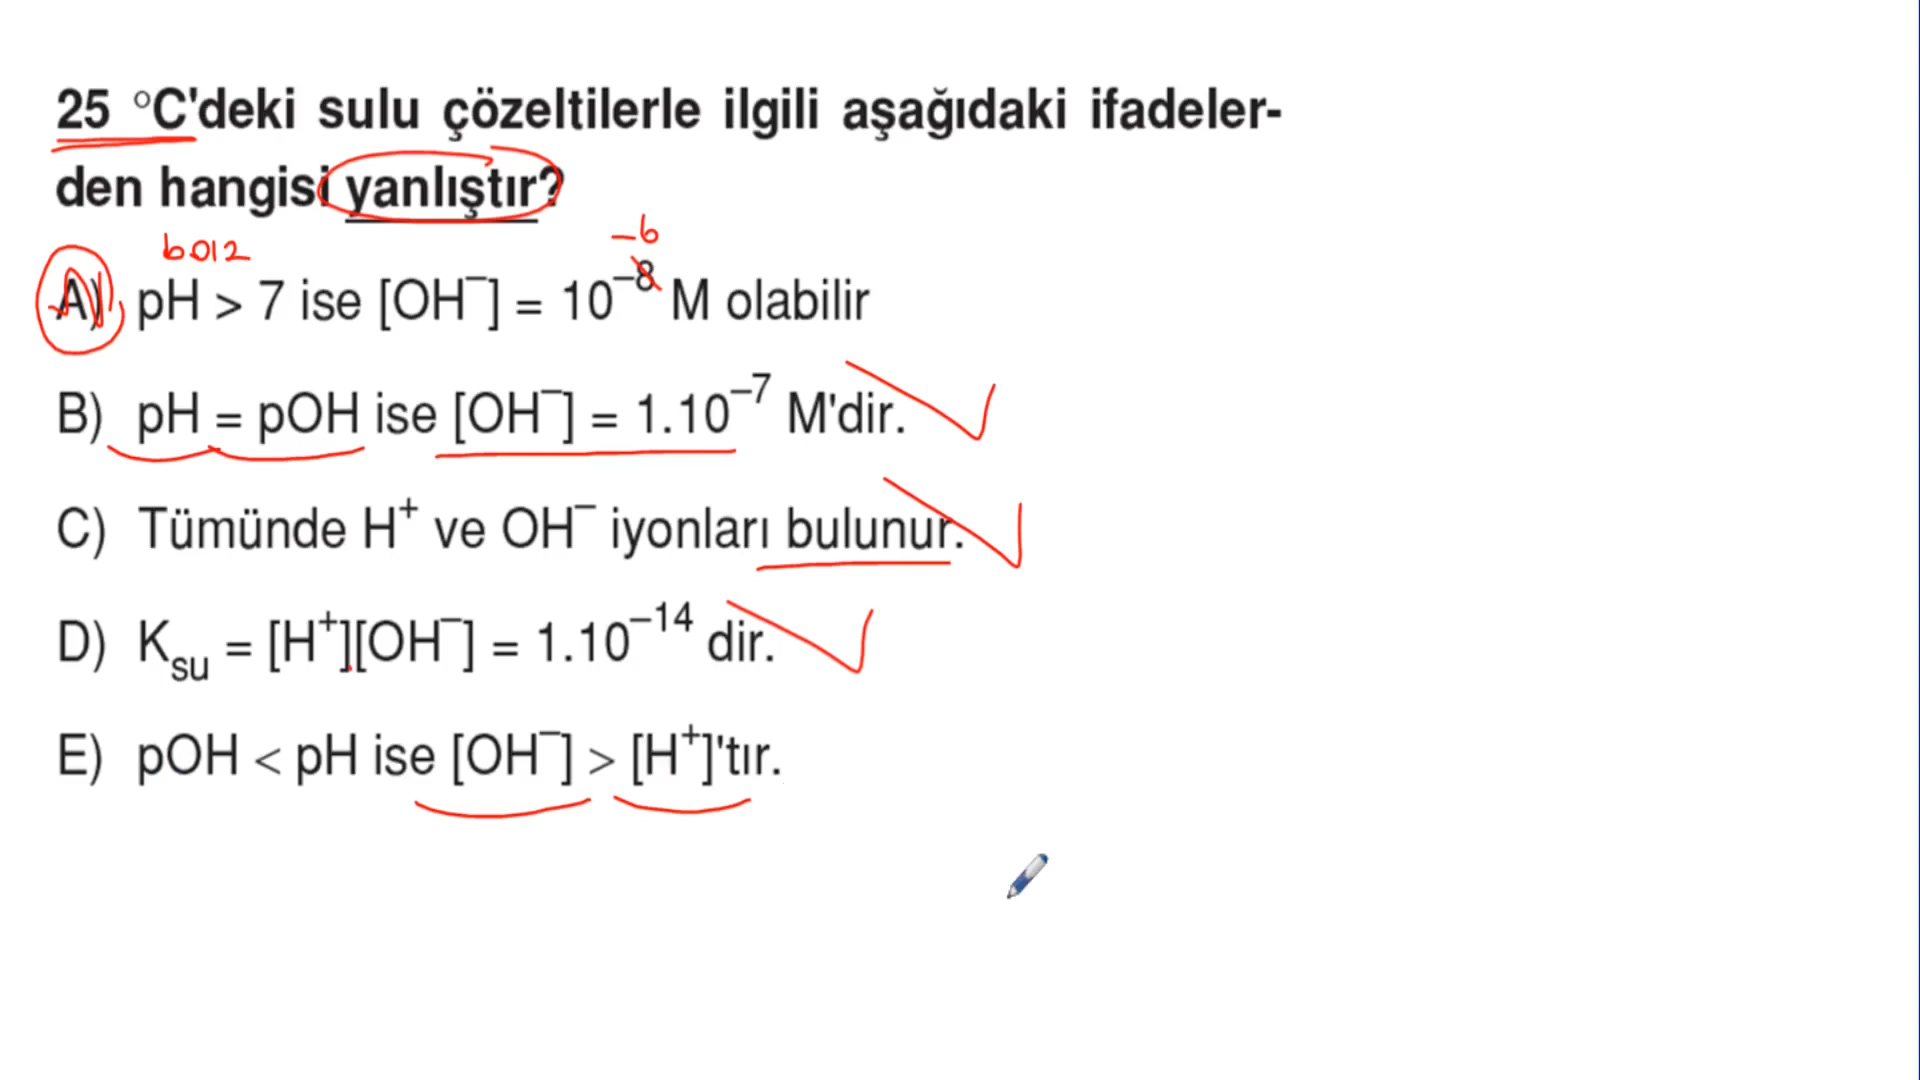 25 °C'deki sulu çözeltilerle ilgili aşağıdaki ifadeler-
den hangisi yanlıştır?
bazı
-6
A) pH > 7 ise [OH⁻] = 10⁻⁸ M olabilir
B) pH = pOH ise [OH⁻] = 1.10⁻⁷ M'dir.
C) Tümünde H⁺ ve OH⁻ iyonları bulunur.
D) Kₛᵤ = [H⁺][OH⁻] = 1.10⁻¹⁴ dir.
E) pOH < pH ise [OH⁻] > [H⁺]'tır.